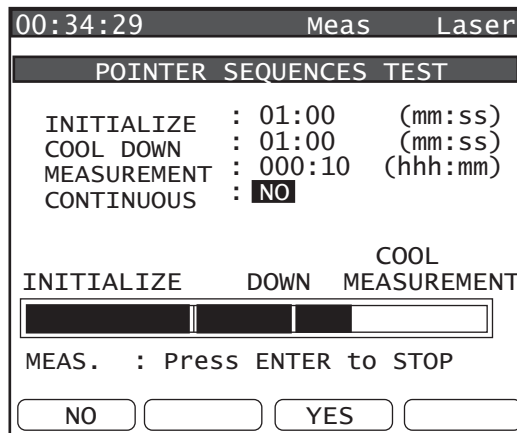 00:34:29 Meas Laser
POINTER SEQUENCES TEST
INITIALIZE : 01:00 (mm:ss)
COOL DOWN : 01:00 (mm:ss)
MEASUREMENT : 000:10 (hhh:mm)
CONTINUOUS : NO
COOL
INITIALIZE DOWN MEASUREMENT
MEAS. : Press ENTER to STOP
NO YES